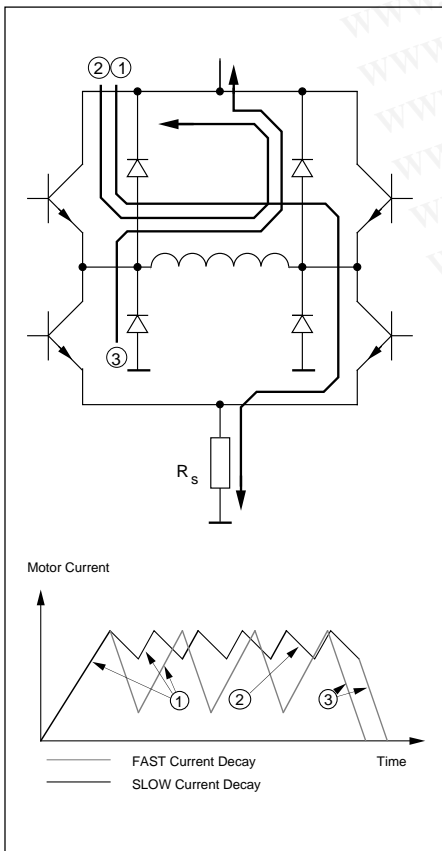 ② ①
③
R s
Motor Current
① ② ③
FAST Current Decay Time
SLOW Current Decay